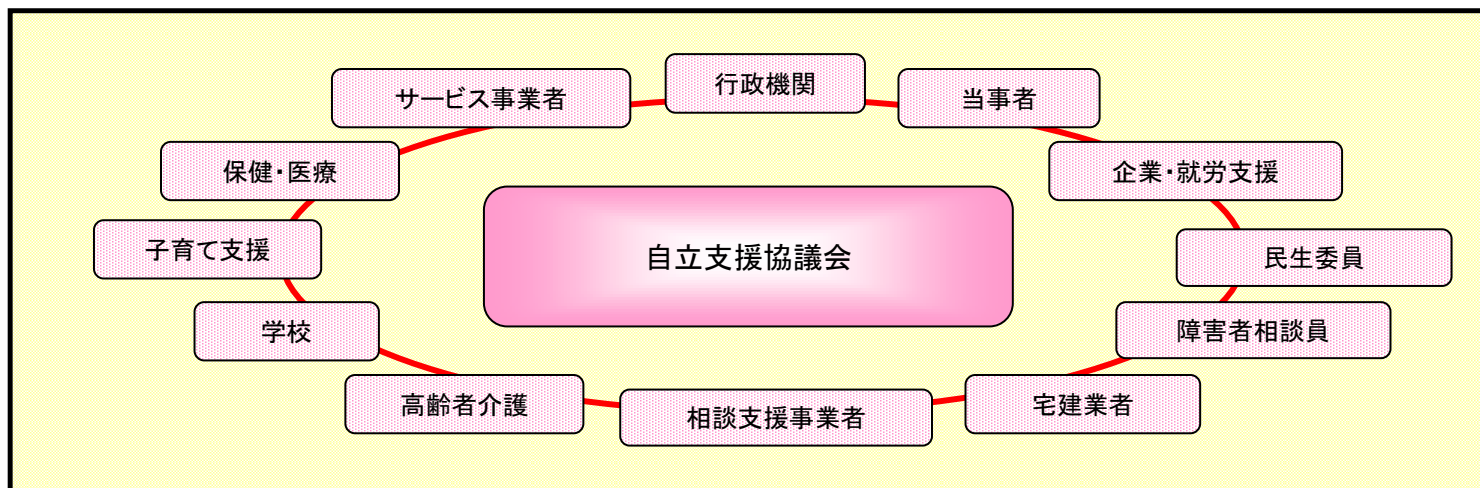 行政機関
サービス事業者
当事者
保健・医療
企業・就労支援
子育て支援
自立支援協議会
民生委員
学校
障害者相談員
高齢者介護
相談支援事業者
宅建業者